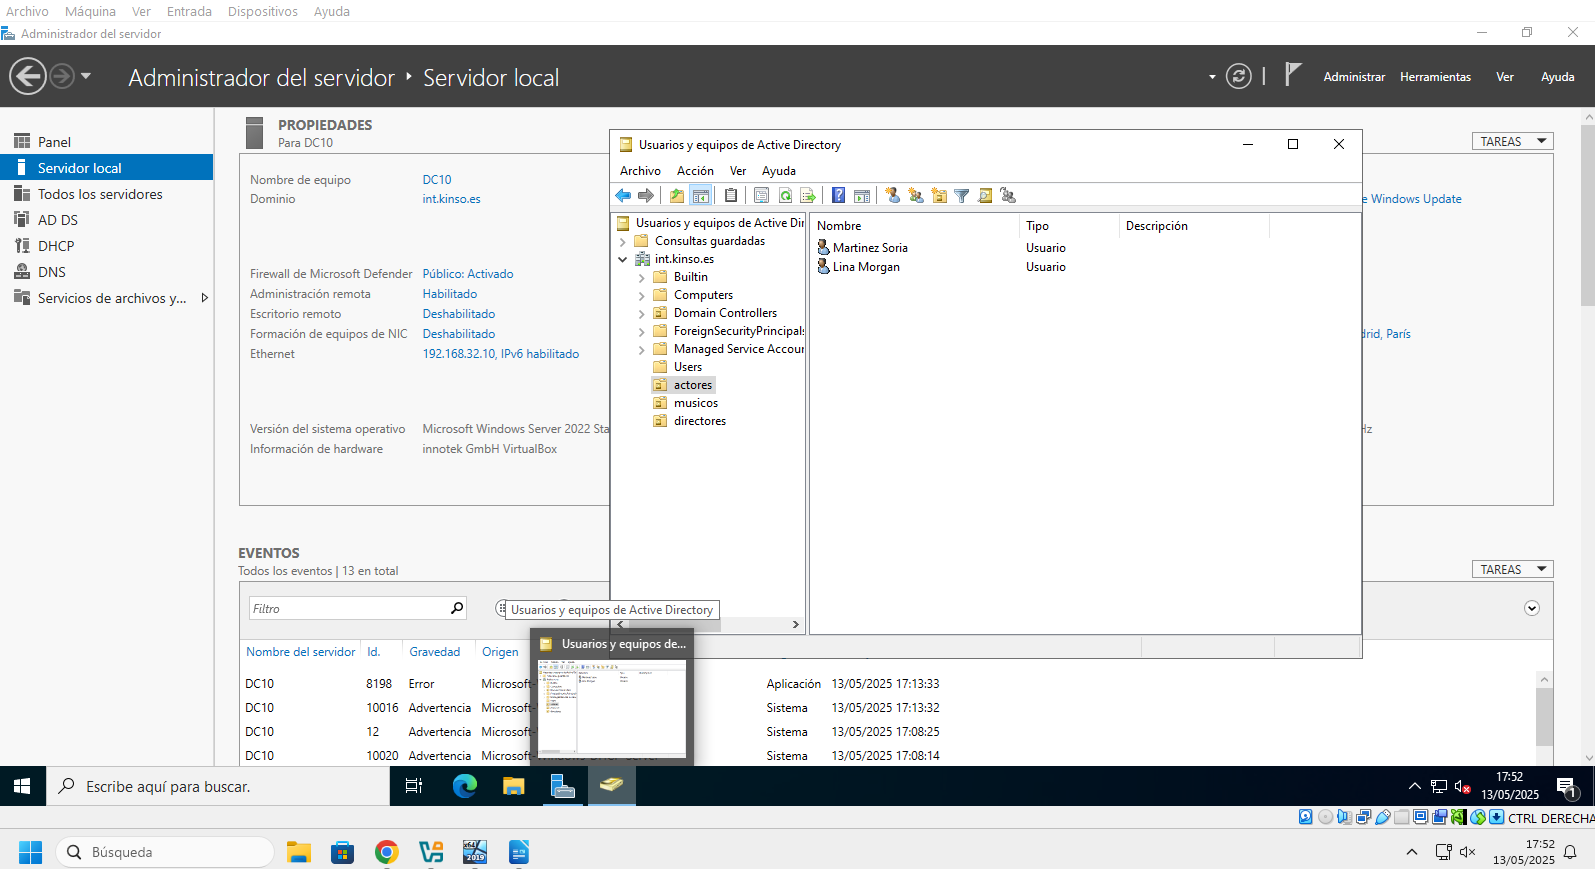 Archivo Máquina Ver Entrada Dispositivos Ayuda
Administrador del servidor
Administrador del servidor ‣ Servidor local
Administrar Herramientas Ver Ayuda
Panel
Servidor local
Todos los servidores
AD DS
DHCP
DNS
Servicios de archivos y...
PROPIEDADES
Para DC10
TAREAS
Nombre de equipo DC10
Dominio int.kinso.es
e Windows Update
Firewall de Microsoft Defender Público: Activado
Administración remota Habilitado
Escritorio remoto Deshabilitado
Formación de equipos de NIC Deshabilitado
drid, París
Ethernet 192.168.32.10, IPv6 habilitado
Versión del sistema operativo Microsoft Windows Server 2022 Sta
Hz
Información de hardware innotek GmbH VirtualBox
Usuarios y equipos de Active Directory
Archivo Acción Ver Ayuda
Usuarios y equipos de Active Dir
Consultas guardadas
int.kinso.es
Builtin
Computers
Domain Controllers
ForeignSecurityPrincipals
Managed Service Accour
Users
actores
musicos
directores
Nombre Tipo Descripción
Martinez Soria Usuario
Lina Morgan Usuario
EVENTOS
Todos los eventos | 13 en total
TAREAS
Filtro
Usuarios y equipos de Active Directory
Usuarios y equipos de...
Nombre del servidor Id. Gravedad Origen
DC10 8198 Error Microsoft- Aplicación 13/05/2025 17:13:33
DC10 10016 Advertencia Microsoft- Sistema 13/05/2025 17:13:32
DC10 12 Advertencia Microsoft- Sistema 13/05/2025 17:08:25
DC10 10020 Advertencia Microsoft- Sistema 13/05/2025 17:08:14
Escribe aquí para buscar.
17:52
13/05/2025
1
CTRL DERECHA
Búsqueda
x64
2019
17:52
13/05/2025